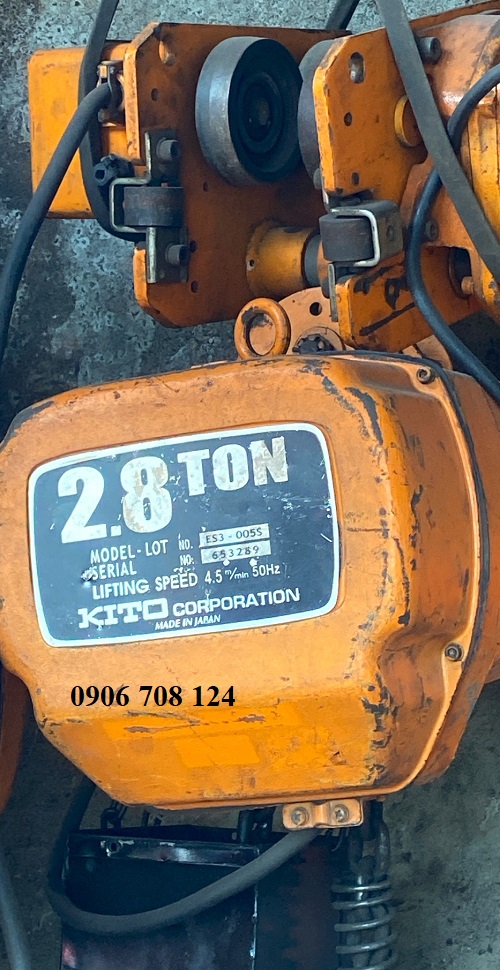 2.8 TON
MODEL - LOT NO. ES3 - 005S
SERIAL NO. 653289
LIFTING SPEED 4.5 m/min 50Hz
KITO CORPORATION
MADE IN JAPAN
0906 708 124